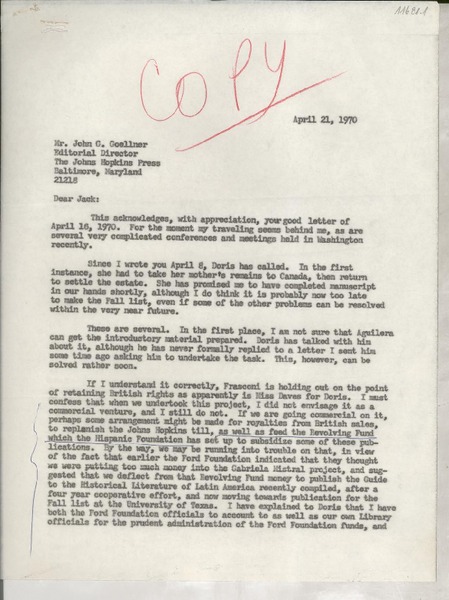 1168.1
COPY
April 21, 1970
Mr. John G. Goellner
Editorial Director
The Johns Hopkins Press
Baltimore, Maryland
21218
Dear Jack:
This acknowledges, with appreciation, your good letter of
April 16, 1970. For the moment my traveling seems behind me, as are
several very complicated conferences and meetings held in Washington
recently.
Since I wrote you April 8, Doris has called. In the first
instance, she had to take her mother's remains to Canada, then return
to settle the estate. She has promised me to have completed manuscript
in our hands shortly, although I do think it is probably now too late
to make the Fall list, even if some of the other problems can be resolved
within the very near future.
These are several. In the first place, I am not sure that Aguilera
can get the introductory material prepared. Doris has talked with him
about it, although he has never formally replied to a letter I sent him
some time ago asking him to undertake the task. This, however, can be
solved rather soon.
If I understand it correctly, Frasconi is holding out on the point
of retaining British rights as apparently is Miss Daves for Doris. I must
confess that when we undertook this project, I did not envisage it as a
commercial venture, and I still do not. If we are going commercial on it,
perhaps some arrangement might be made for royalties from British sales,
to replenish the Johns Hopkins till, as well as feed the Revolving Fund
which the Hispanic Foundation has set up to subsidize some of these pub-
lications. By the way, we may be running into trouble on that, in view
of the fact that earlier the Ford Foundation indicated that they thought
we were putting too much money into the Gabriela Mistral project, and sug-
gested that we deflect from that Revolving Fund money to publish the Guide
to the Historical Literature of Latin America recently compiled, after a
four year cooperative effort, and now moving towards publication for the
Fall list at the University of Texas. I have explained to Doris that I have
both the Ford Foundation officials to account to as well as our own Library
officials for the prudent administration of the Ford Foundation funds, and